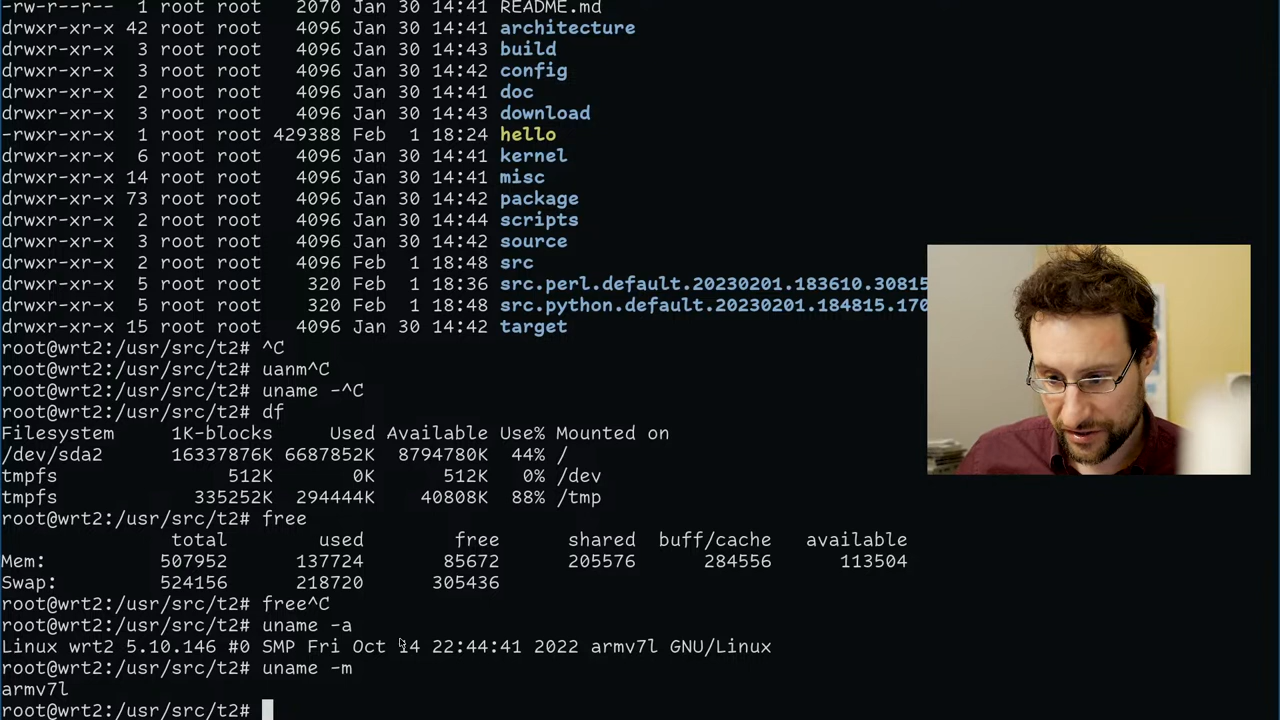 -rw-r--r-- 1 root root 2070 Jan 30 14:41 README.md
drwxr-xr-x 42 root root 4096 Jan 30 14:41 architecture
drwxr-xr-x 3 root root 4096 Jan 30 14:43 build
drwxr-xr-x 3 root root 4096 Jan 30 14:42 config
drwxr-xr-x 2 root root 4096 Jan 30 14:41 doc
drwxr-xr-x 3 root root 4096 Jan 30 14:43 download
-rwxr-xr-x 1 root root 429388 Feb 1 18:24 hello
drwxr-xr-x 6 root root 4096 Jan 30 14:41 kernel
drwxr-xr-x 14 root root 4096 Jan 30 14:41 misc
drwxr-xr-x 73 root root 4096 Jan 30 14:42 package
drwxr-xr-x 2 root root 4096 Jan 30 14:44 scripts
drwxr-xr-x 3 root root 4096 Jan 30 14:42 source
drwxr-xr-x 2 root root 4096 Feb 1 18:48 src
drwxr-xr-x 5 root root 320 Feb 1 18:36 src.perl.default.20230201.183610.30815
drwxr-xr-x 5 root root 320 Feb 1 18:48 src.python.default.20230201.184815.170
drwxr-xr-x 15 root root 4096 Jan 30 14:42 target
root@wrt2:/usr/src/t2# ^C
root@wrt2:/usr/src/t2# uanm^C
root@wrt2:/usr/src/t2# uname -^C
root@wrt2:/usr/src/t2# df
Filesystem 1K-blocks Used Available Use% Mounted on
/dev/sda2 16337876K 6687852K 8794780K 44% /
tmpfs 512K 0K 512K 0% /dev
tmpfs 335252K 294444K 40808K 88% /tmp
root@wrt2:/usr/src/t2# free
total used free shared buff/cache available
Mem: 507952 137724 85672 205576 284556 113504
Swap: 524156 218720 305436
root@wrt2:/usr/src/t2# free^C
root@wrt2:/usr/src/t2# uname -a
Linux wrt2 5.10.146 #0 SMP Fri Oct 14 22:44:41 2022 armv7l GNU/Linux
root@wrt2:/usr/src/t2# uname -m
armv7l
root@wrt2:/usr/src/t2#